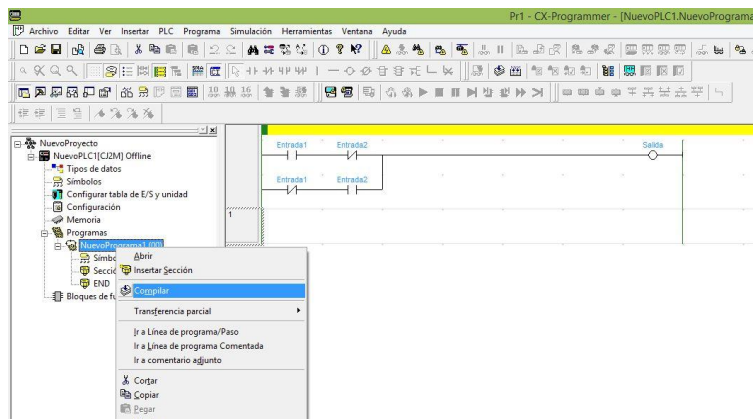 Pr1 - CX-Programmer - [NuevoPLC1.NuevoPrograma
Archivo Editar Ver Insertar PLC Programa Simulación Herramientas Ventana Ayuda
NuevoProyecto
NuevoPLC1[CJ2M] Offline
Tipos de datos
Símbolos
Configurar tabla de E/S y unidad
Configuración
Memoria
Programas
NuevoPrograma1 (00)
Símbo
Secció
END
Bloques de fu
Abrir
Insertar Sección
Compilar
Transferencia parcial
Ir a Línea de programa/Paso
Ir a Línea de programa Comentada
Ir a comentario adjunto
Cortar
Copiar
Pegar
Entrada1 Entrada2 Salida
Entrada1 Entrada2
1